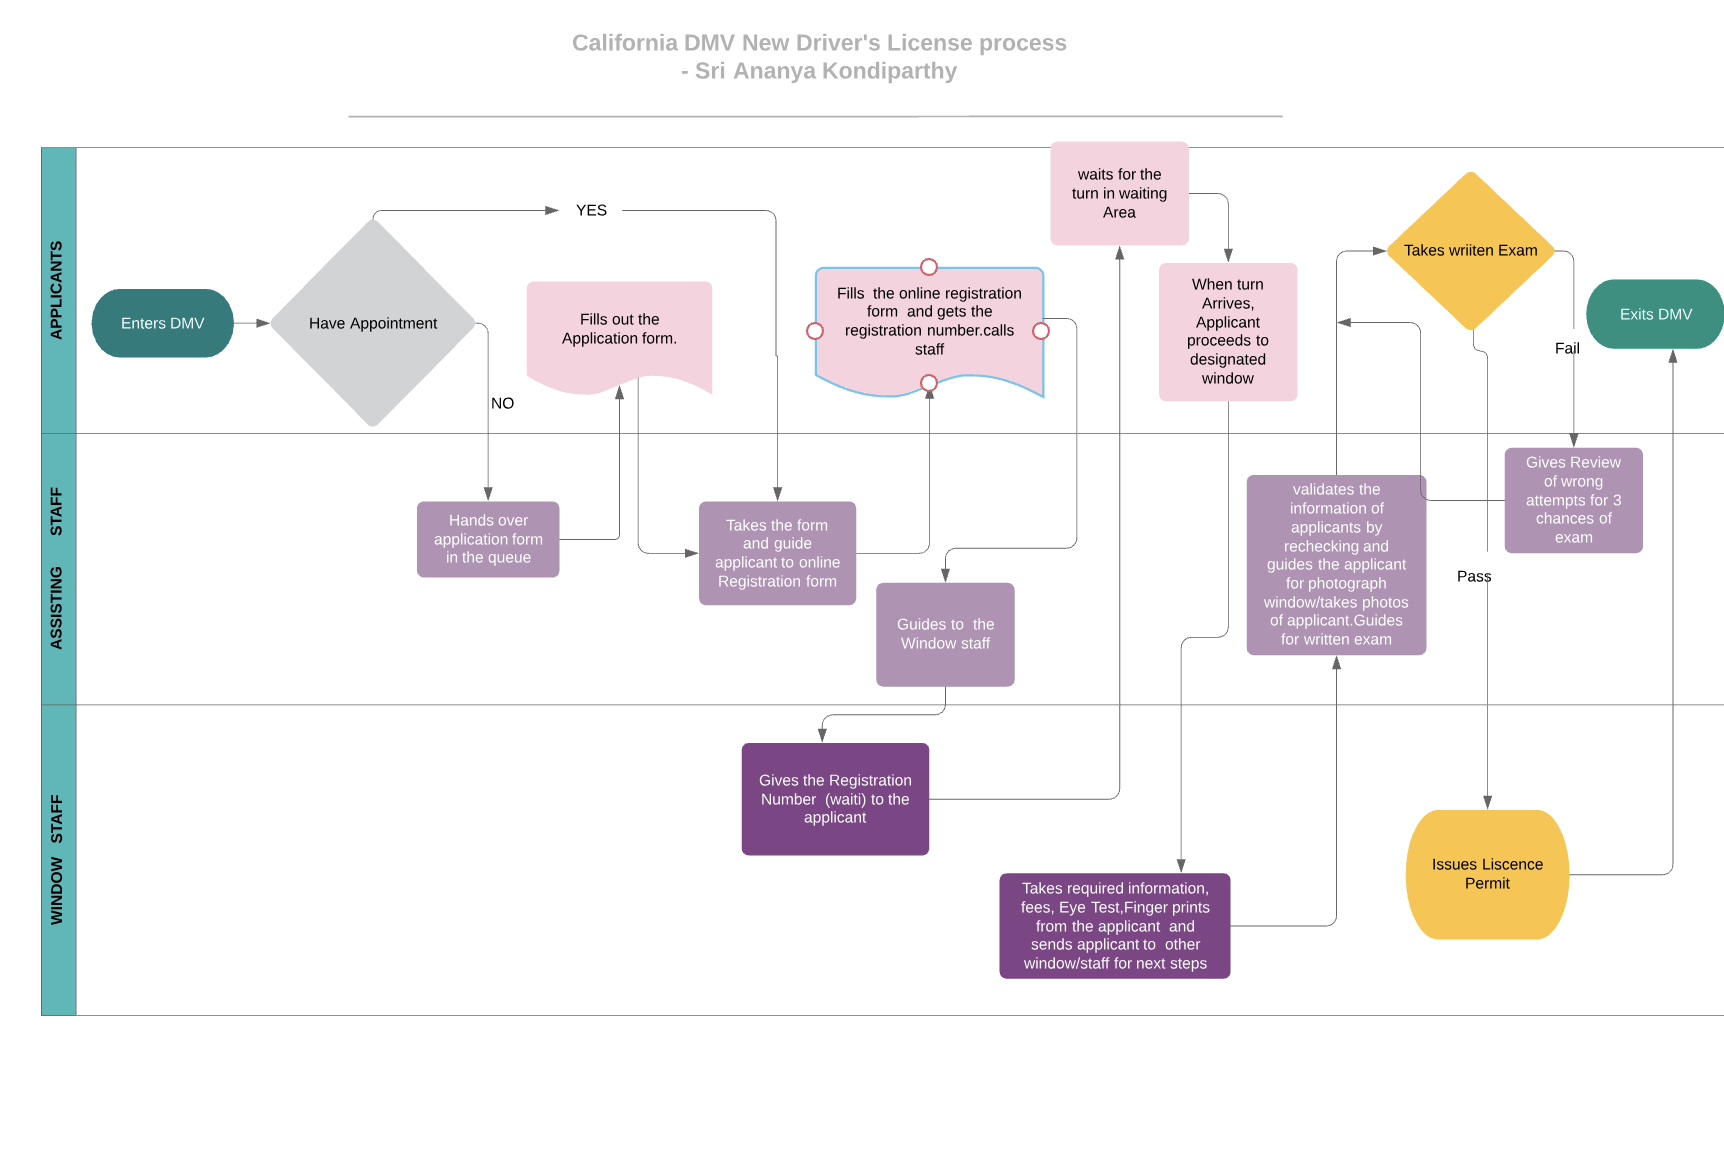 California DMV New Driver's License process
- Sri Ananya Kondiparthy
APPLICANTS
Enters DMV
Have Appointment
YES
NO
Fills out the
Application form.
Fills  the online registration
form  and gets the
registration number.calls
staff
waits for the
turn in waiting
Area
When turn
Arrives,
Applicant
proceeds to
designated
window
Takes wriiten Exam
Fail
Exits DMV
ASSISTING STAFF
Hands over
application form
in the queue
Takes the form
and guide
applicant to online
Registration form
Guides to  the
Window staff
validates the
information of
applicants by
rechecking and
guides the applicant
for photograph
window/takes photos
of applicant.Guides
for written exam
Gives Review
of wrong
attempts for 3
chances of
exam
Pass
WINDOW STAFF
Gives the Registration
Number  (waiti) to the
applicant
Takes required information,
fees, Eye Test,Finger prints
from the applicant  and
sends applicant to  other
window/staff for next steps
Issues Liscence
Permit